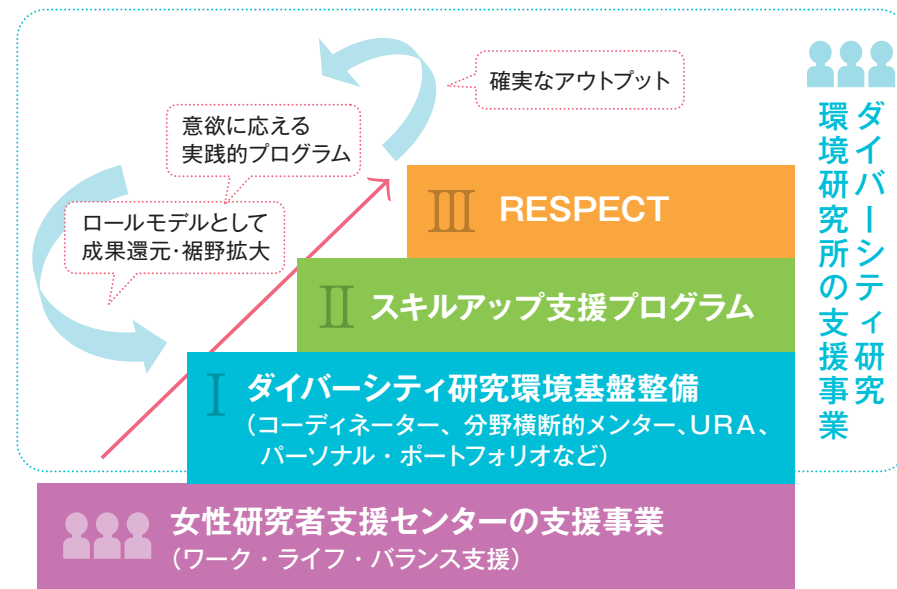 確実なアウトプット
意欲に応える
実践的プログラム
ロールモデルとして
成果還元・裾野拡大
Ⅲ RESPECT
Ⅱ スキルアップ支援プログラム
Ⅰ ダイバーシティ研究環境基盤整備
（コーディネーター、分野横断的メンター、URA、
パーソナル・ポートフォリオなど）
女性研究者支援センターの支援事業
（ワーク・ライフ・バランス支援）
ダイバーシティ研究
環境研究所の支援事業